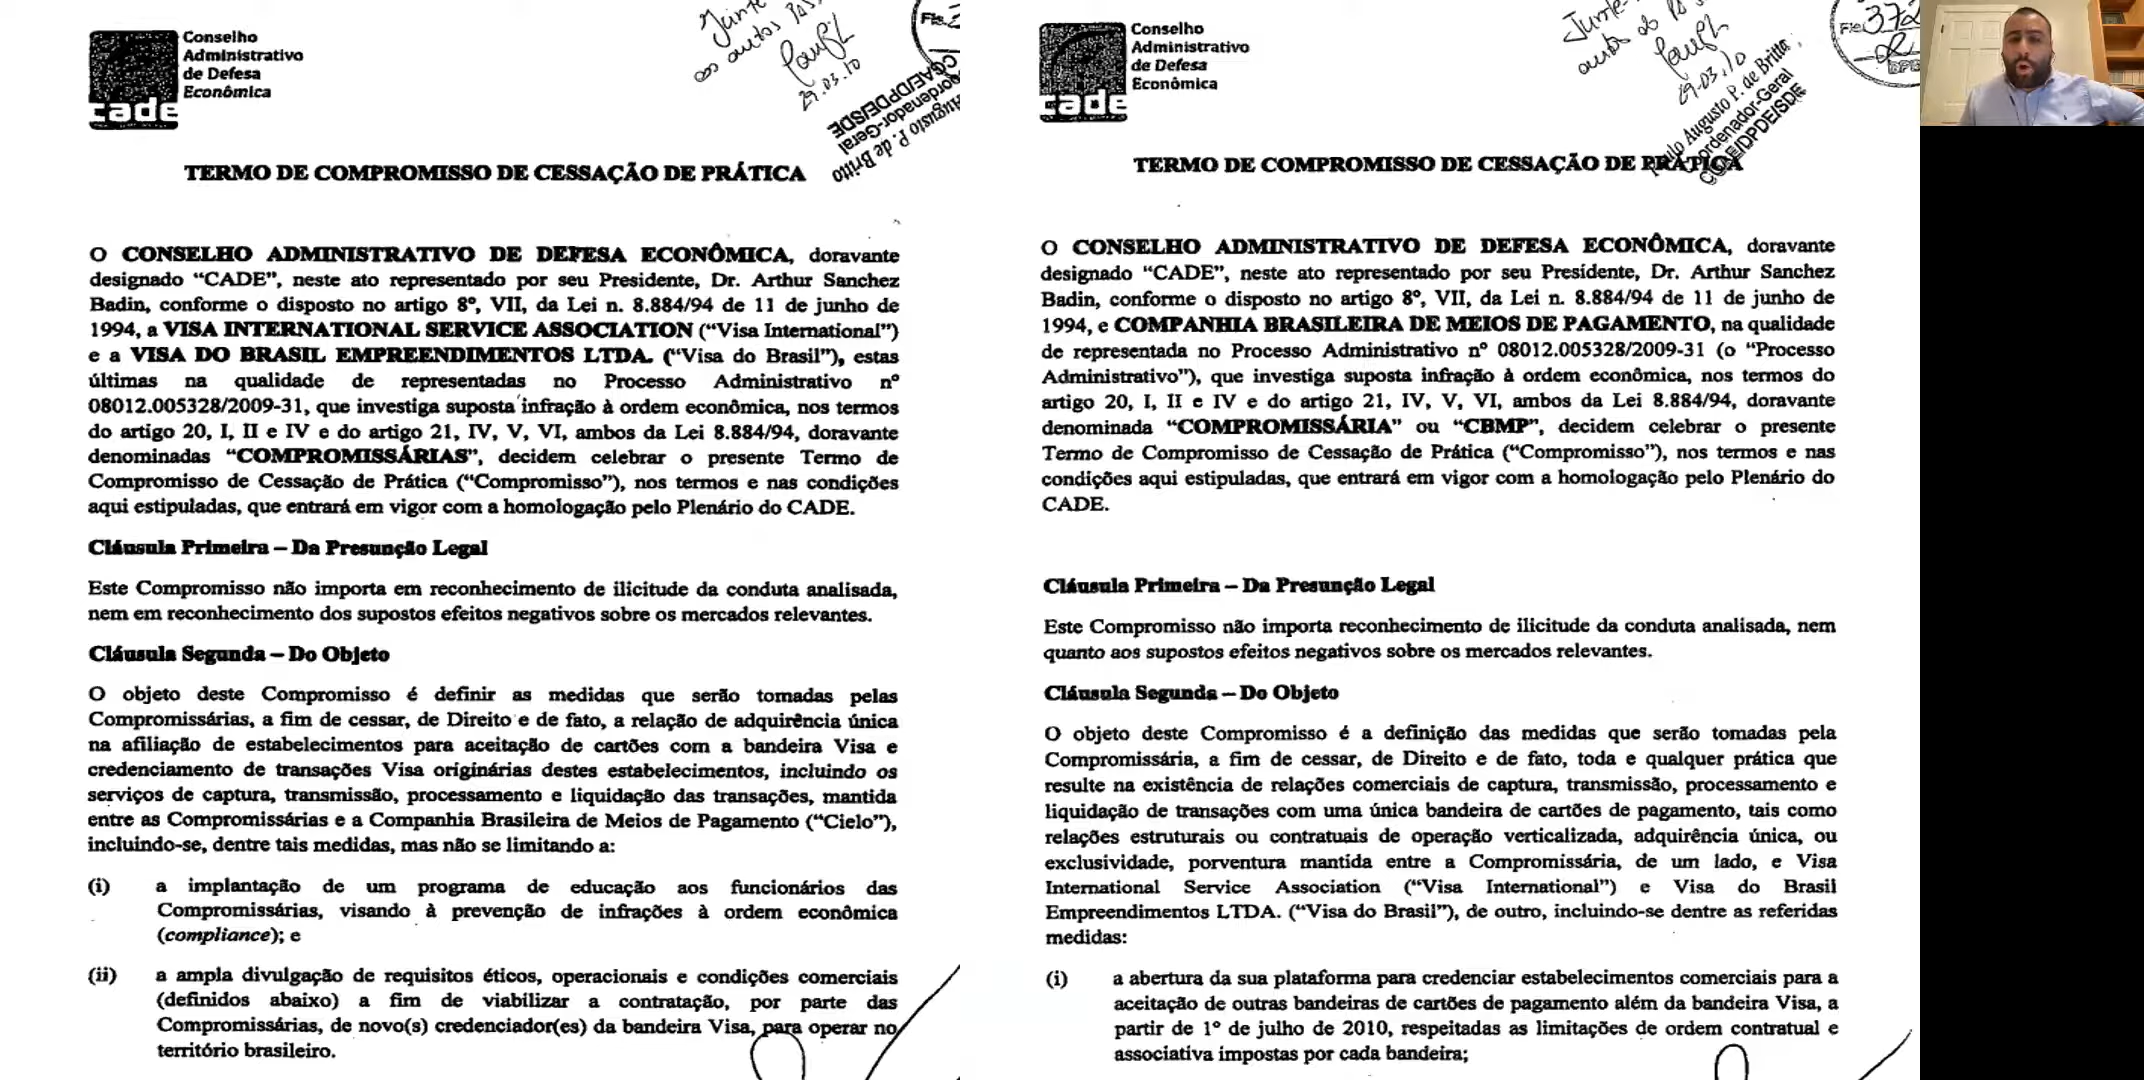 Conselho
Administrativo
de Defesa
Econômica
cade
Junte
aos autos
29.03.10
Fls.
Augusto P. de Britto
TERMO DE COMPROMISSO DE CESSAÇÃO DE PRÁTICA
O CONSELHO ADMINISTRATIVO DE DEFESA ECONÔMICA, doravante
designado “CADE”, neste ato representado por seu Presidente, Dr. Arthur Sanchez
Badin, conforme o disposto no artigo 8º, VII, da Lei n. 8.884/94 de 11 de junho de
1994, a VISA INTERNATIONAL SERVICE ASSOCIATION (“Visa International”)
e a VISA DO BRASIL EMPREENDIMENTOS LTDA. (“Visa do Brasil”), estas
últimas na qualidade de representadas no Processo Administrativo nº
08012.005328/2009-31, que investiga suposta infração à ordem econômica, nos termos
do artigo 20, I, II e IV e do artigo 21, IV, V, VI, ambos da Lei 8.884/94, doravante
denominadas “COMPROMISSÁRIAS”, decidem celebrar o presente Termo de
Compromisso de Cessação de Prática (“Compromisso”), nos termos e nas condições
aqui estipuladas, que entrará em vigor com a homologação pelo Plenário do CADE.
Cláusula Primeira – Da Presunção Legal
Este Compromisso não importa em reconhecimento de ilicitude da conduta analisada,
nem em reconhecimento dos supostos efeitos negativos sobre os mercados relevantes.
Cláusula Segunda – Do Objeto
O objeto deste Compromisso é definir as medidas que serão tomadas pelas
Compromissárias, a fim de cessar, de Direito e de fato, a relação de adquirência única
na afiliação de estabelecimentos para aceitação de cartões com a bandeira Visa e
credenciamento de transações Visa originárias destes estabelecimentos, incluindo os
serviços de captura, transmissão, processamento e liquidação das transações, mantida
entre as Compromissárias e a Companhia Brasileira de Meios de Pagamento (“Cielo”),
incluindo-se, dentre tais medidas, mas não se limitando a:
(i) a implantação de um programa de educação aos funcionários das
Compromissárias, visando à prevenção de infrações à ordem econômica
(compliance); e
(ii) a ampla divulgação de requisitos éticos, operacionais e condições comerciais
(definidos abaixo) a fim de viabilizar a contratação, por parte das
Compromissárias, de novo(s) credenciador(es) da bandeira Visa, para operar no
território brasileiro.
Conselho
Administrativo
de Defesa
Econômica
cade
Fls. 372
Augusto P. de Britto
Coordenador-Geral
TERMO DE COMPROMISSO DE CESSAÇÃO DE PRÁTICA
O CONSELHO ADMINISTRATIVO DE DEFESA ECONÔMICA, doravante
designado “CADE”, neste ato representado por seu Presidente, Dr. Arthur Sanchez
Badin, conforme o disposto no artigo 8º, VII, da Lei n. 8.884/94 de 11 de junho de
1994, e COMPANHIA BRASILEIRA DE MEIOS DE PAGAMENTO, na qualidade
de representada no Processo Administrativo nº 08012.005328/2009-31 (o “Processo
Administrativo”), que investiga suposta infração à ordem econômica, nos termos do
artigo 20, I, II e IV e do artigo 21, IV, V, VI, ambos da Lei 8.884/94, doravante
denominada “COMPROMISSÁRIA” ou “CBMP”, decidem celebrar o presente
Termo de Compromisso de Cessação de Prática (“Compromisso”), nos termos e nas
condições aqui estipuladas, que entrará em vigor com a homologação pelo Plenário do
CADE.
Cláusula Primeira – Da Presunção Legal
Este Compromisso não importa reconhecimento de ilicitude da conduta analisada, nem
quanto aos supostos efeitos negativos sobre os mercados relevantes.
Cláusula Segunda – Do Objeto
O objeto deste Compromisso é a definição das medidas que serão tomadas pela
Compromissária, a fim de cessar, de Direito e de fato, toda e qualquer prática que
resulte na existência de relações comerciais de captura, transmissão, processamento e
liquidação de transações com uma única bandeira de cartões de pagamento, tais como
relações estruturais ou contratuais de operação verticalizada, adquirência única, ou
exclusividade, porventura mantida entre a Compromissária, de um lado, e Visa
International Service Association (“Visa International”) e Visa do Brasil
Empreendimentos LTDA. (“Visa do Brasil”), de outro, incluindo-se dentre as referidas
medidas:
(i) a abertura da sua plataforma para credenciar estabelecimentos comerciais para a
aceitação de outras bandeiras de cartões de pagamento além da bandeira Visa, a
partir de 1º de julho de 2010, respeitadas as limitações de ordem contratual e
associativa impostas por cada bandeira;